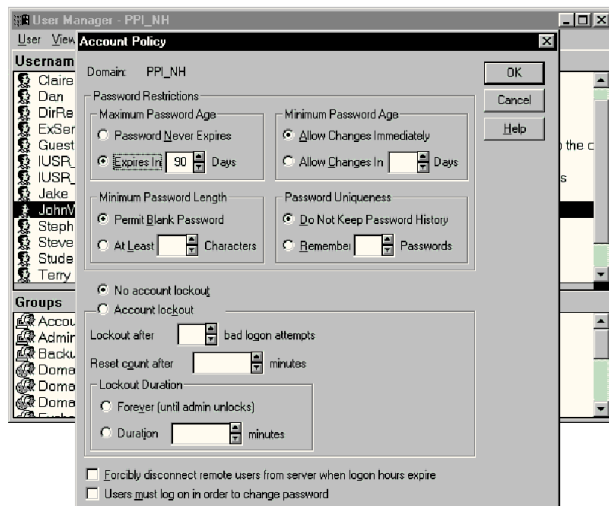 User Manager - PPI_NH
User View
Account Policy
Usernam
Claire
Dan
DirRe
ExSer
Guest
IUSR_
IUSR_
Jake
JohnV
Steph
Steve
Stude
Terry
the c
s
Groups
Accou
Admin
Backu
Doma
Doma
Doma
Domain: PPI_NH
OK
Cancel
Help
Password Restrictions
Maximum Password Age
Password Never Expires
Expires In 90 Days
Minimum Password Age
Allow Changes Immediately
Allow Changes In Days
Minimum Password Length
Permit Blank Password
At Least Characters
Password Uniqueness
Do Not Keep Password History
Remember Passwords
No account lockout
Account lockout
Lockout after bad logon attempts
Reset count after minutes
Lockout Duration
Forever (until admin unlocks)
Duration minutes
Forcibly disconnect remote users from server when logon hours expire
Users must log on in order to change password